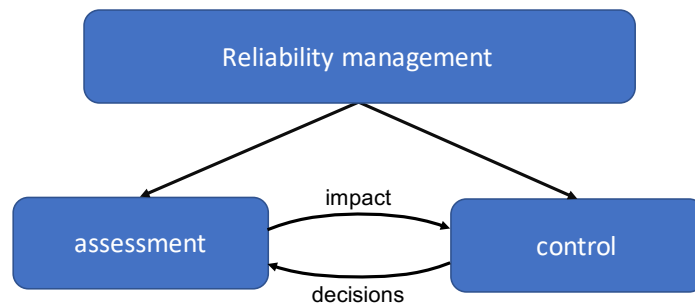 Reliability management
impact
assessment
control
decisions